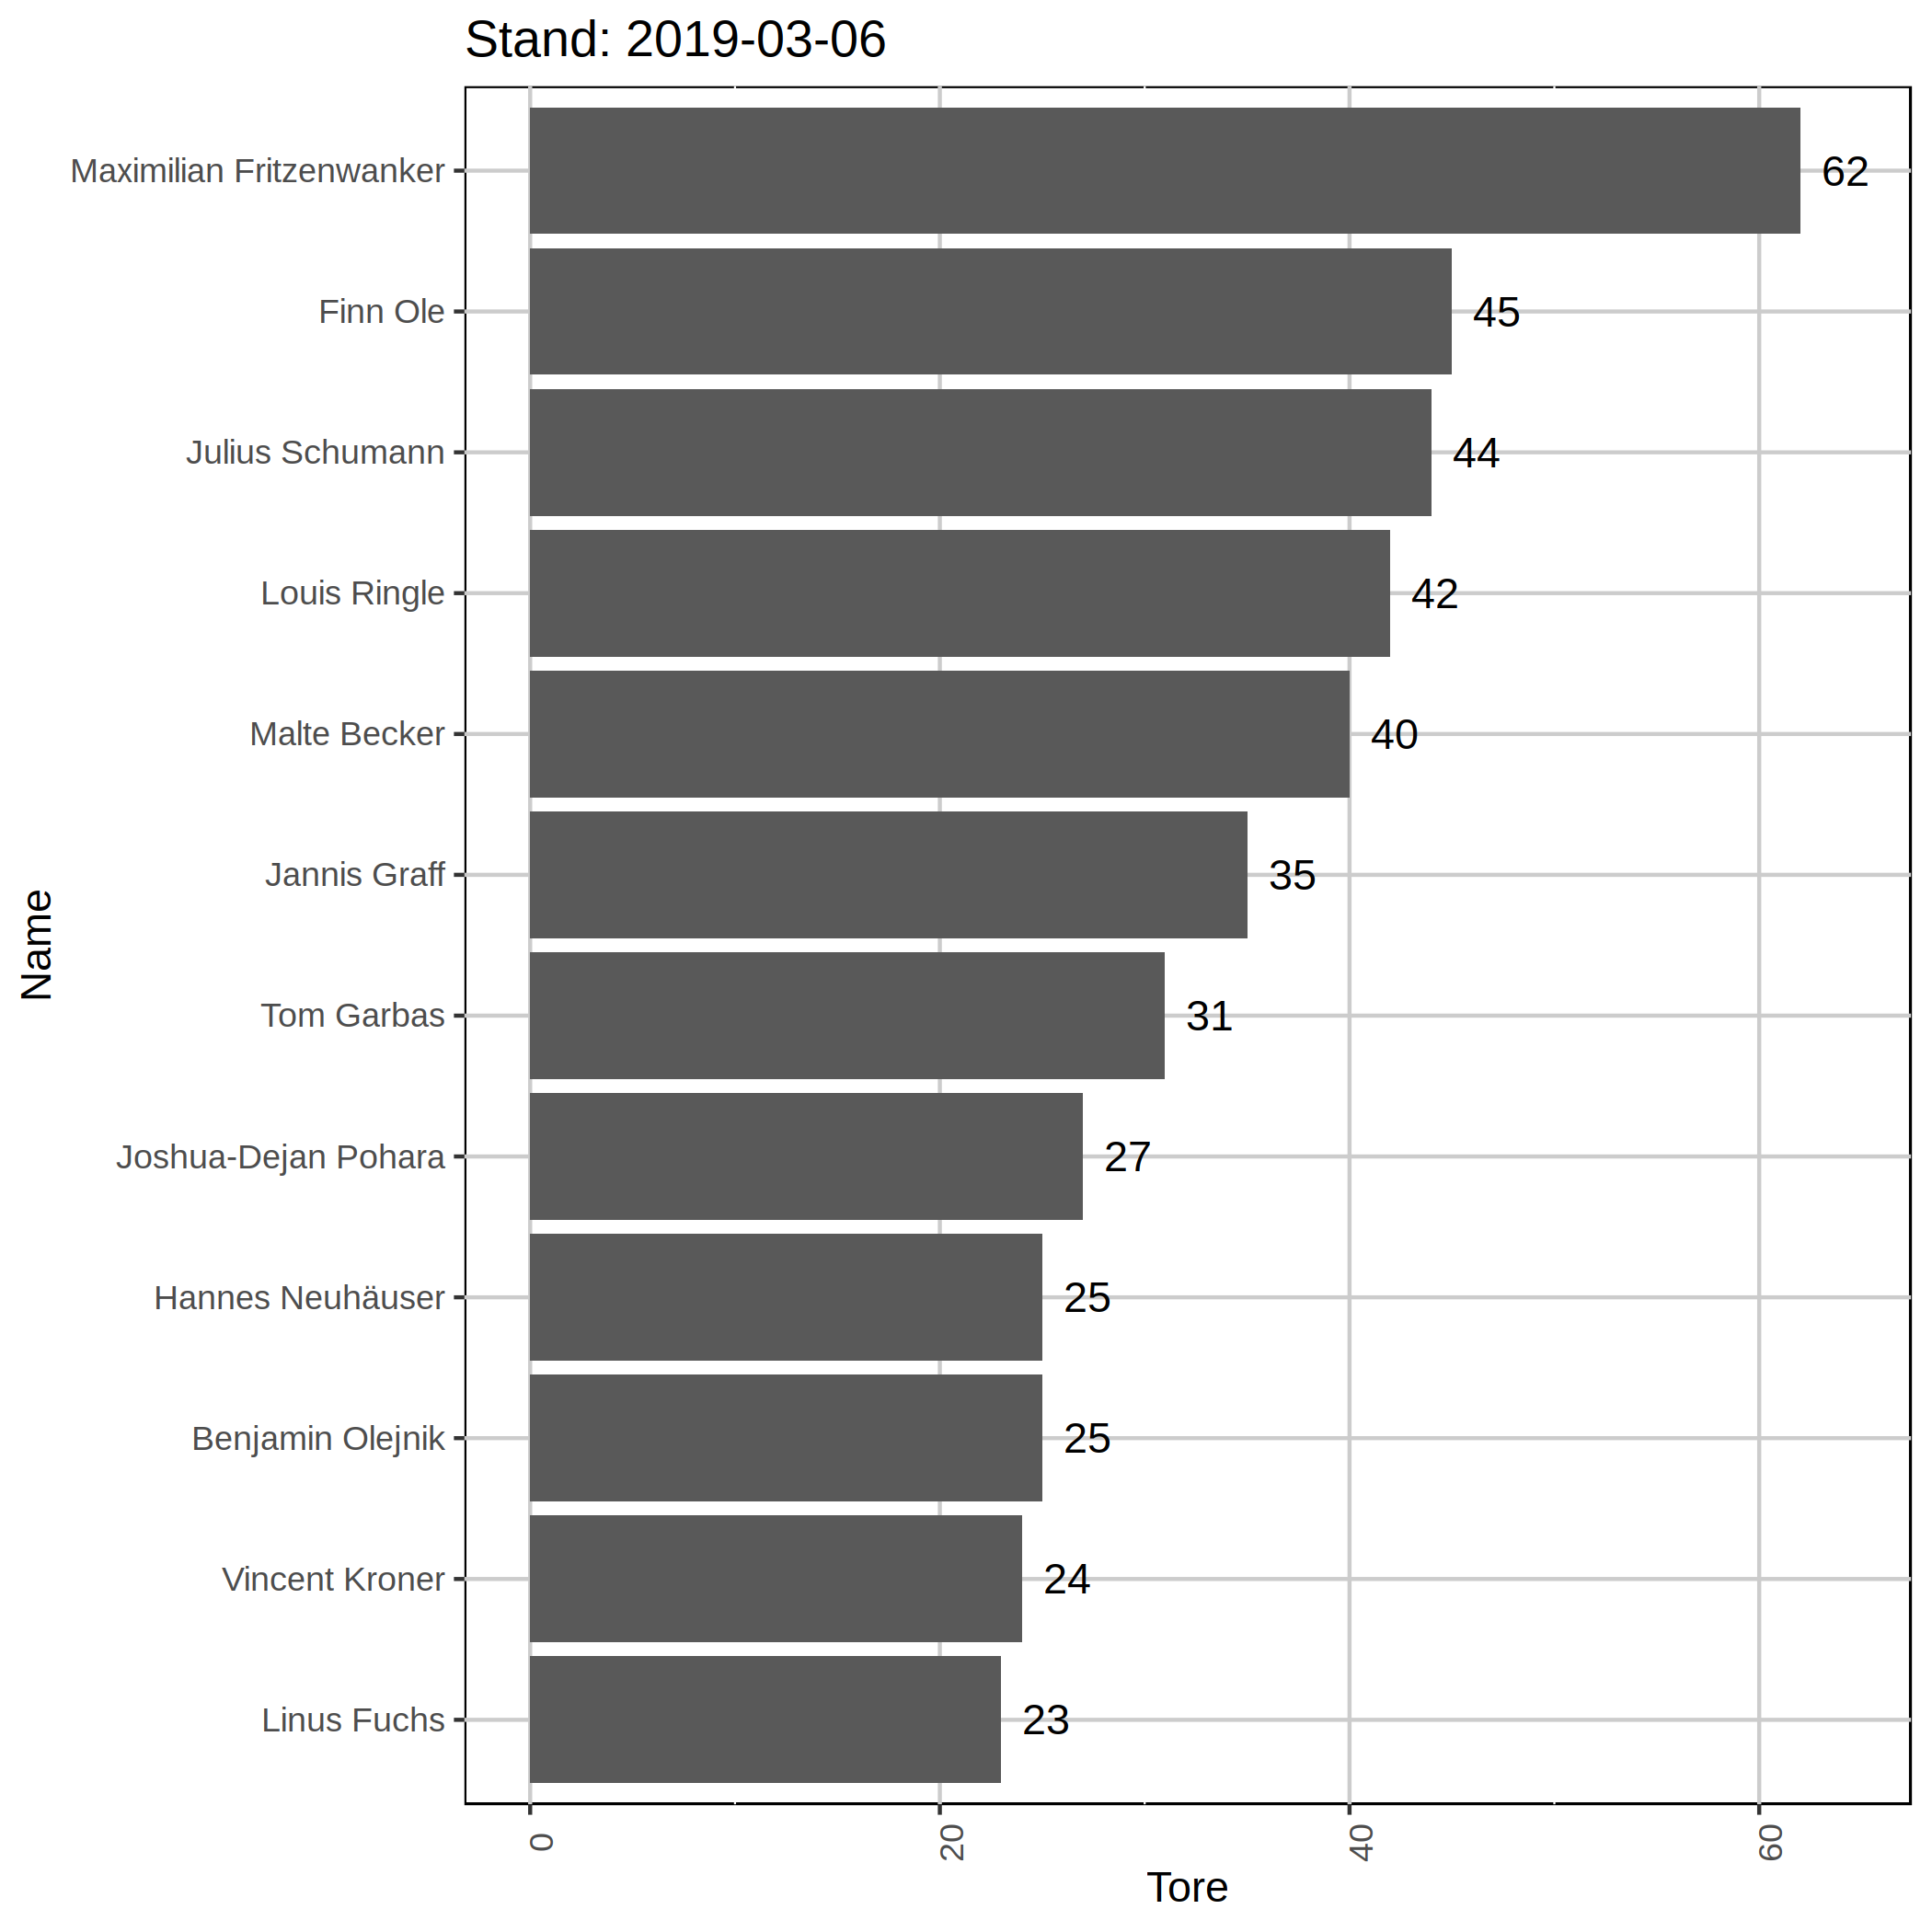 Stand: 2019-03-06
Name
Maximilian Fritzenwanker 62
Finn Ole 45
Julius Schumann 44
Louis Ringle 42
Malte Becker 40
Jannis Graff 35
Tom Garbas 31
Joshua-Dejan Pohara 27
Hannes Neuhäuser 25
Benjamin Olejnik 25
Vincent Kroner 24
Linus Fuchs 23
0 20 40 60
Tore